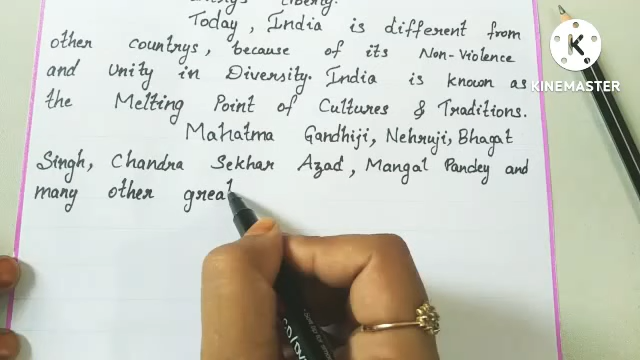 Liberty.
Today, India is different from
other countrys, because of its Non-Violence
and Unity in Diversity. India is known as
the Melting Point of Cultures & Traditions.
Mahatma Gandhiji, Nehruji, Bhagat
Singh, Chandra Sekhar Azad, Mangal Pandey and
many other great
KINEMASTER